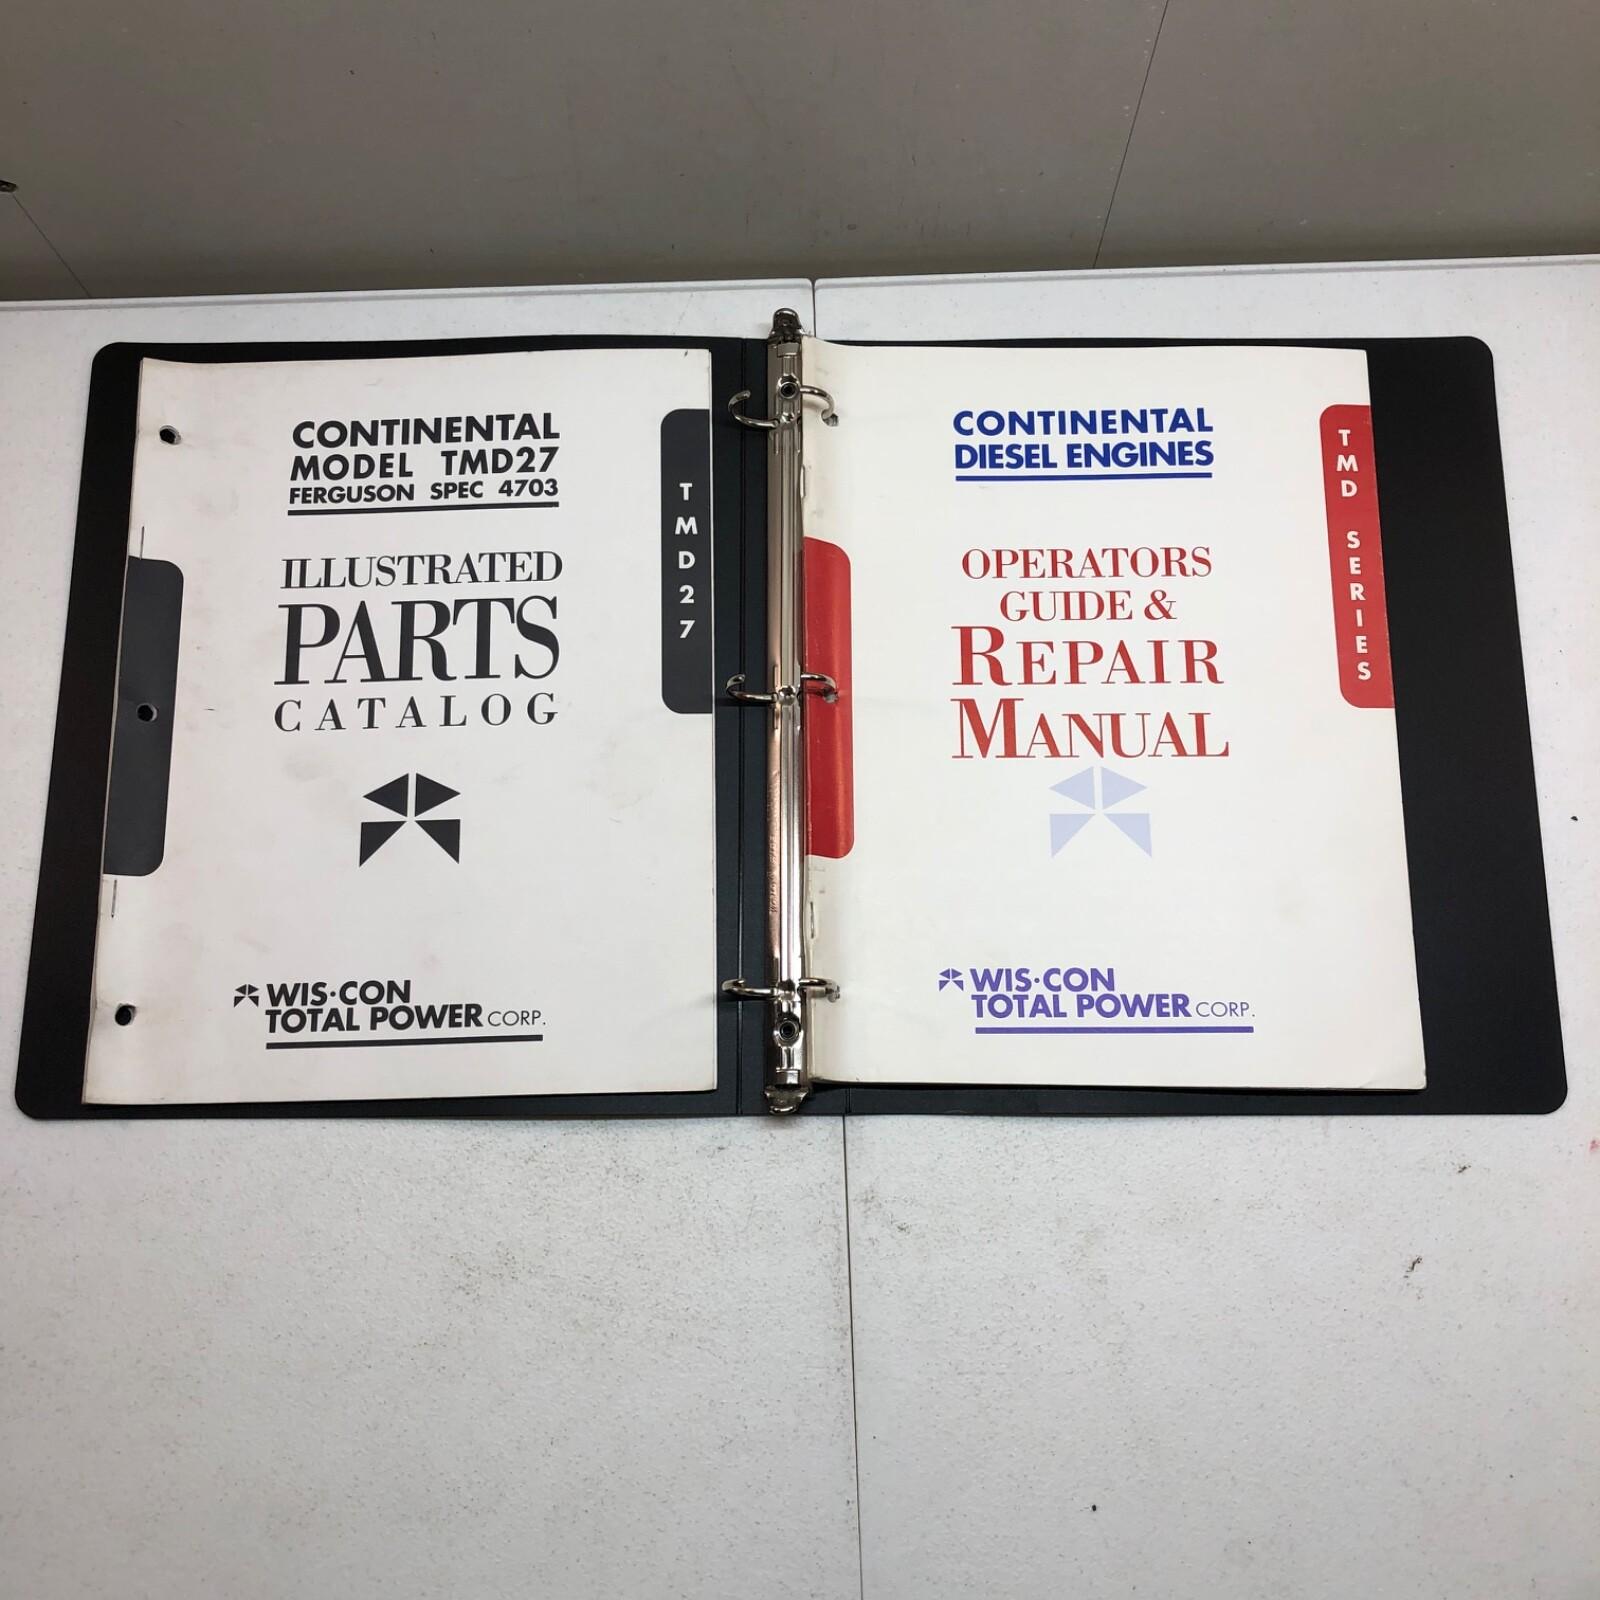 CONTINENTAL
MODEL TMD27
FERGUSON SPEC 4703
ILLUSTRATED
PARTS
CATALOG
TMD27
WIS·CON
TOTAL POWER CORP.
CONTINENTAL
DIESEL ENGINES
OPERATORS
GUIDE &
REPAIR
MANUAL
TMD SERIES
WIS·CON
TOTAL POWER CORP.